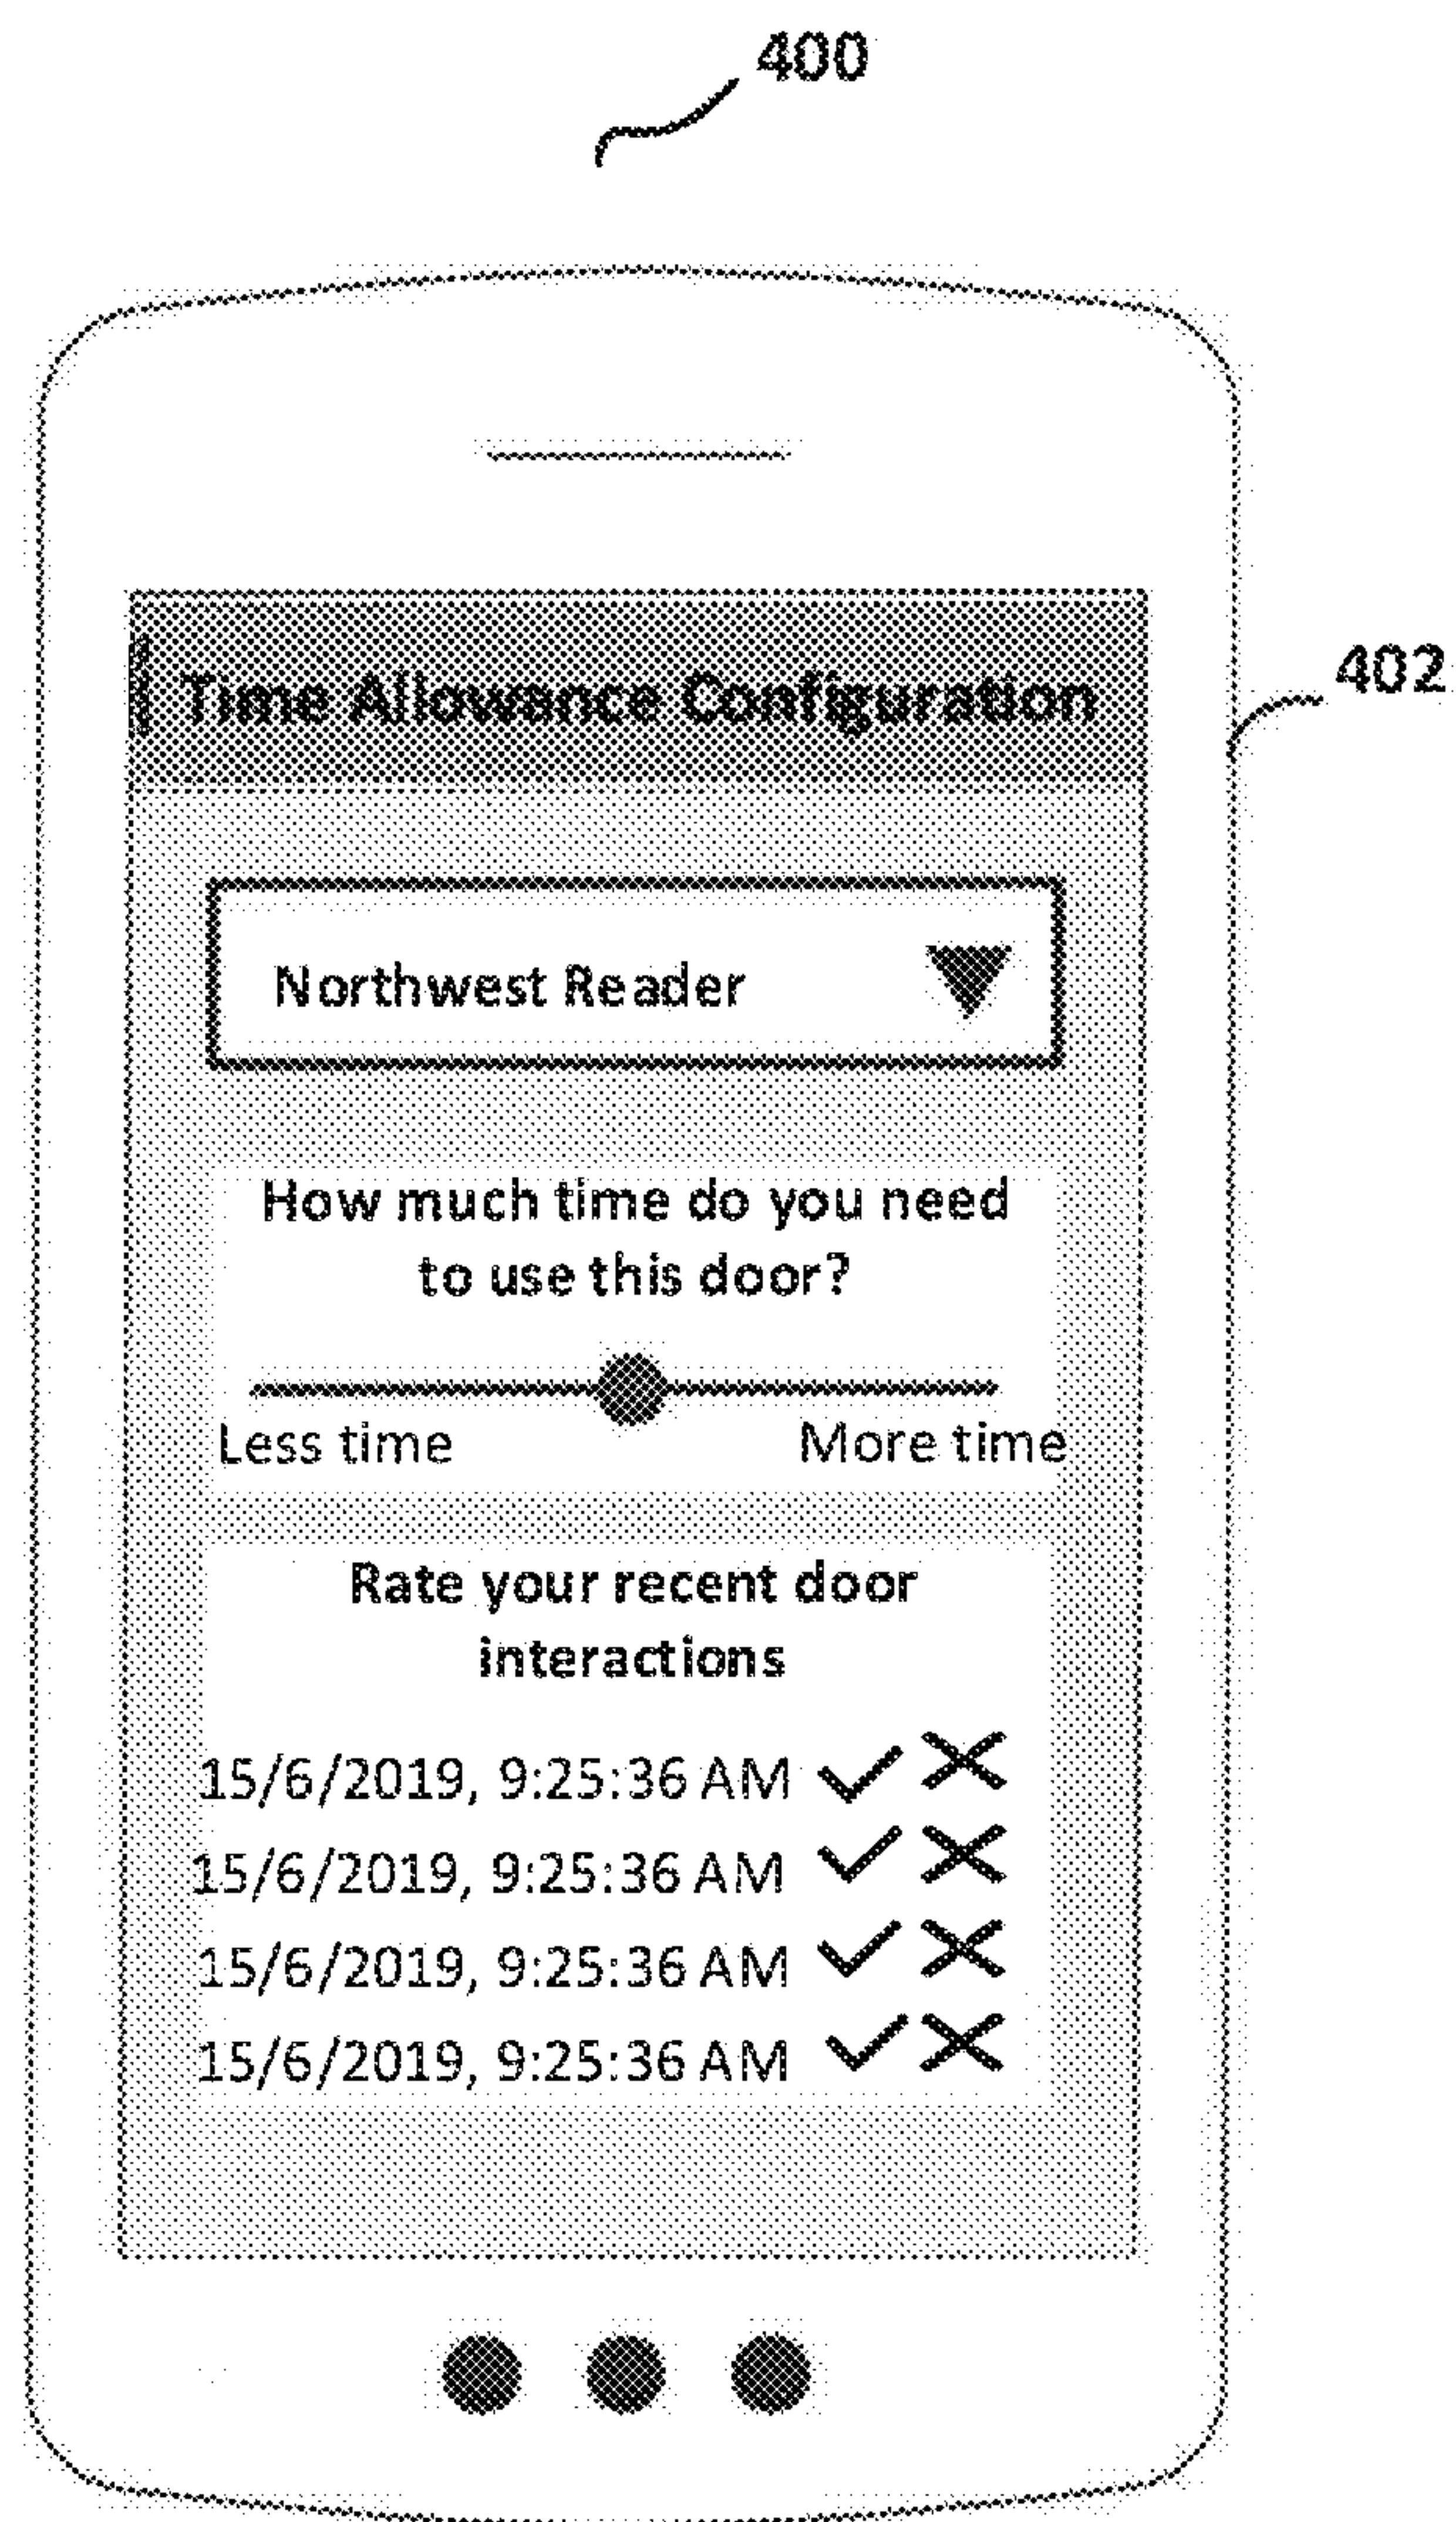 400
402
Time Allowance Configuration
Northwest Reader
How much time do you need
to use this door?
Less time More time
Rate your recent door
interactions
15/6/2019, 9:25:36 AM
15/6/2019, 9:25:36 AM
15/6/2019, 9:25:36 AM
15/6/2019, 9:25:36 AM